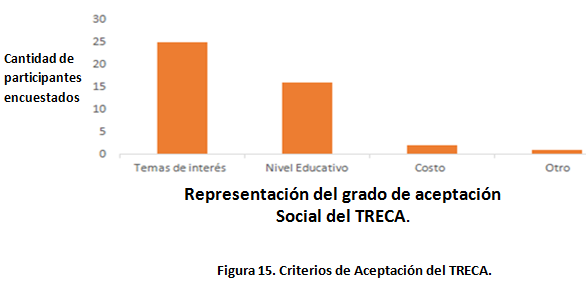 30
25
20
15
10
5
0
Cantidad de
participantes
encuestados
Temas de interés
Nivel Educativo
Costo
Otro
Representación del grado de aceptación
Social del TRECA.
Figura 15. Criterios de Aceptación del TRECA.